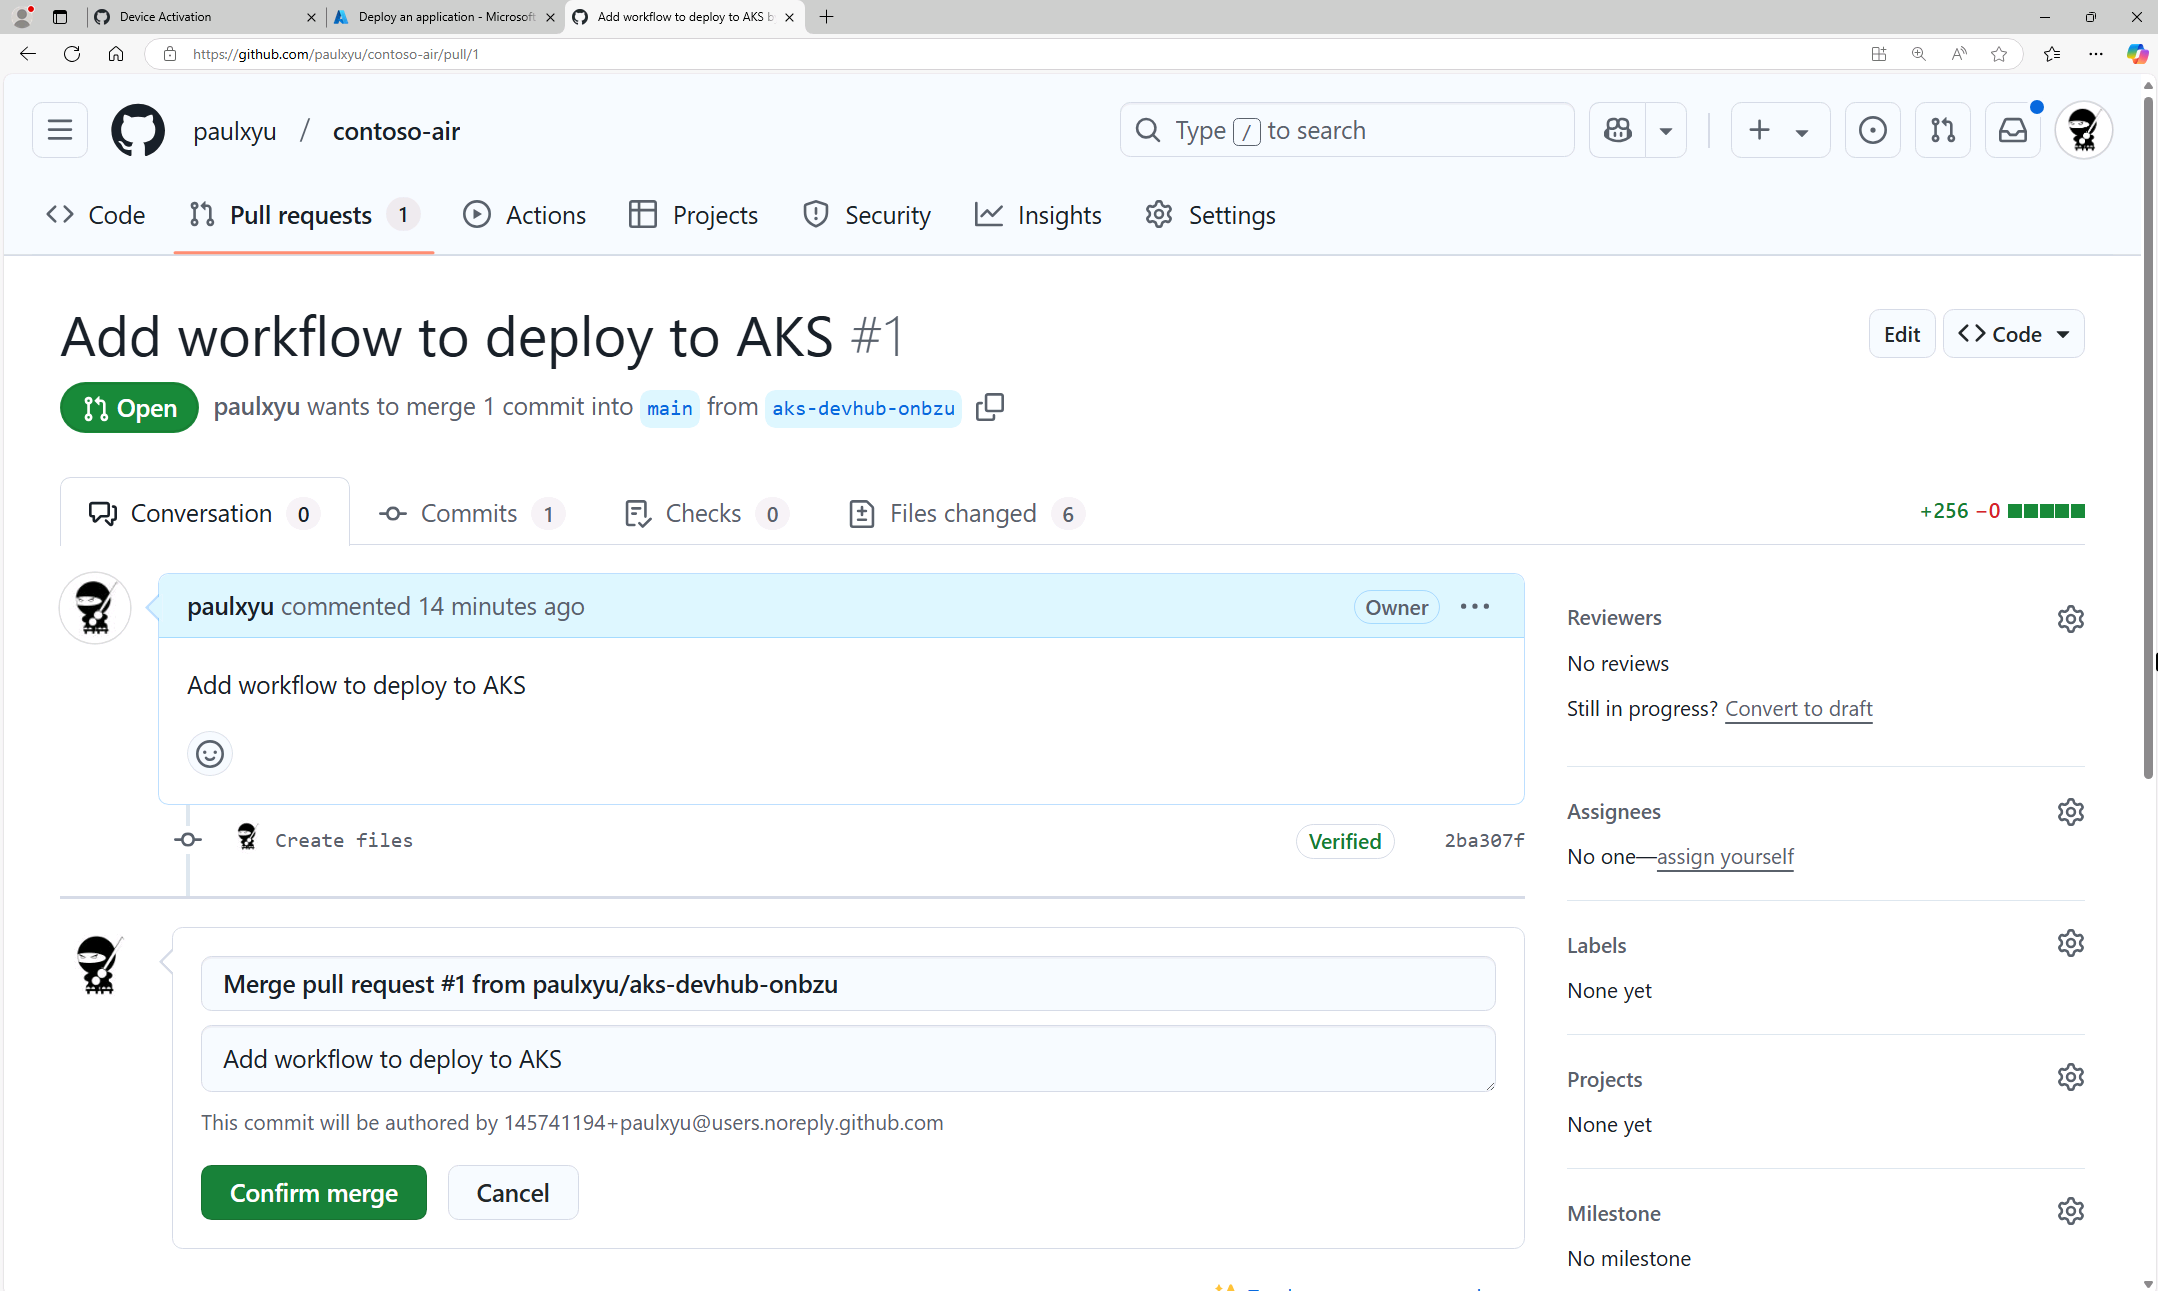 Device Activation
Deploy an application - Microsoft
Add workflow to deploy to AKS b
https://github.com/paulxyu/contoso-air/pull/1
paulxyu / contoso-air
Type / to search
Code
Pull requests 1
Actions
Projects
Security
Insights
Settings
Add workflow to deploy to AKS #1
Edit
Code
Open
paulxyu wants to merge 1 commit into main from aks-devhub-onbzu
Conversation 0
Commits 1
Checks 0
Files changed 6
+256 −0
paulxyu commented 14 minutes ago
Owner
Add workflow to deploy to AKS
Create files
Verified
2ba307f
Merge pull request #1 from paulxyu/aks-devhub-onbzu
Add workflow to deploy to AKS
This commit will be authored by 145741194+paulxyu@users.noreply.github.com
Confirm merge
Cancel
Reviewers
No reviews
Still in progress? Convert to draft
Assignees
No one—assign yourself
Labels
None yet
Projects
None yet
Milestone
No milestone